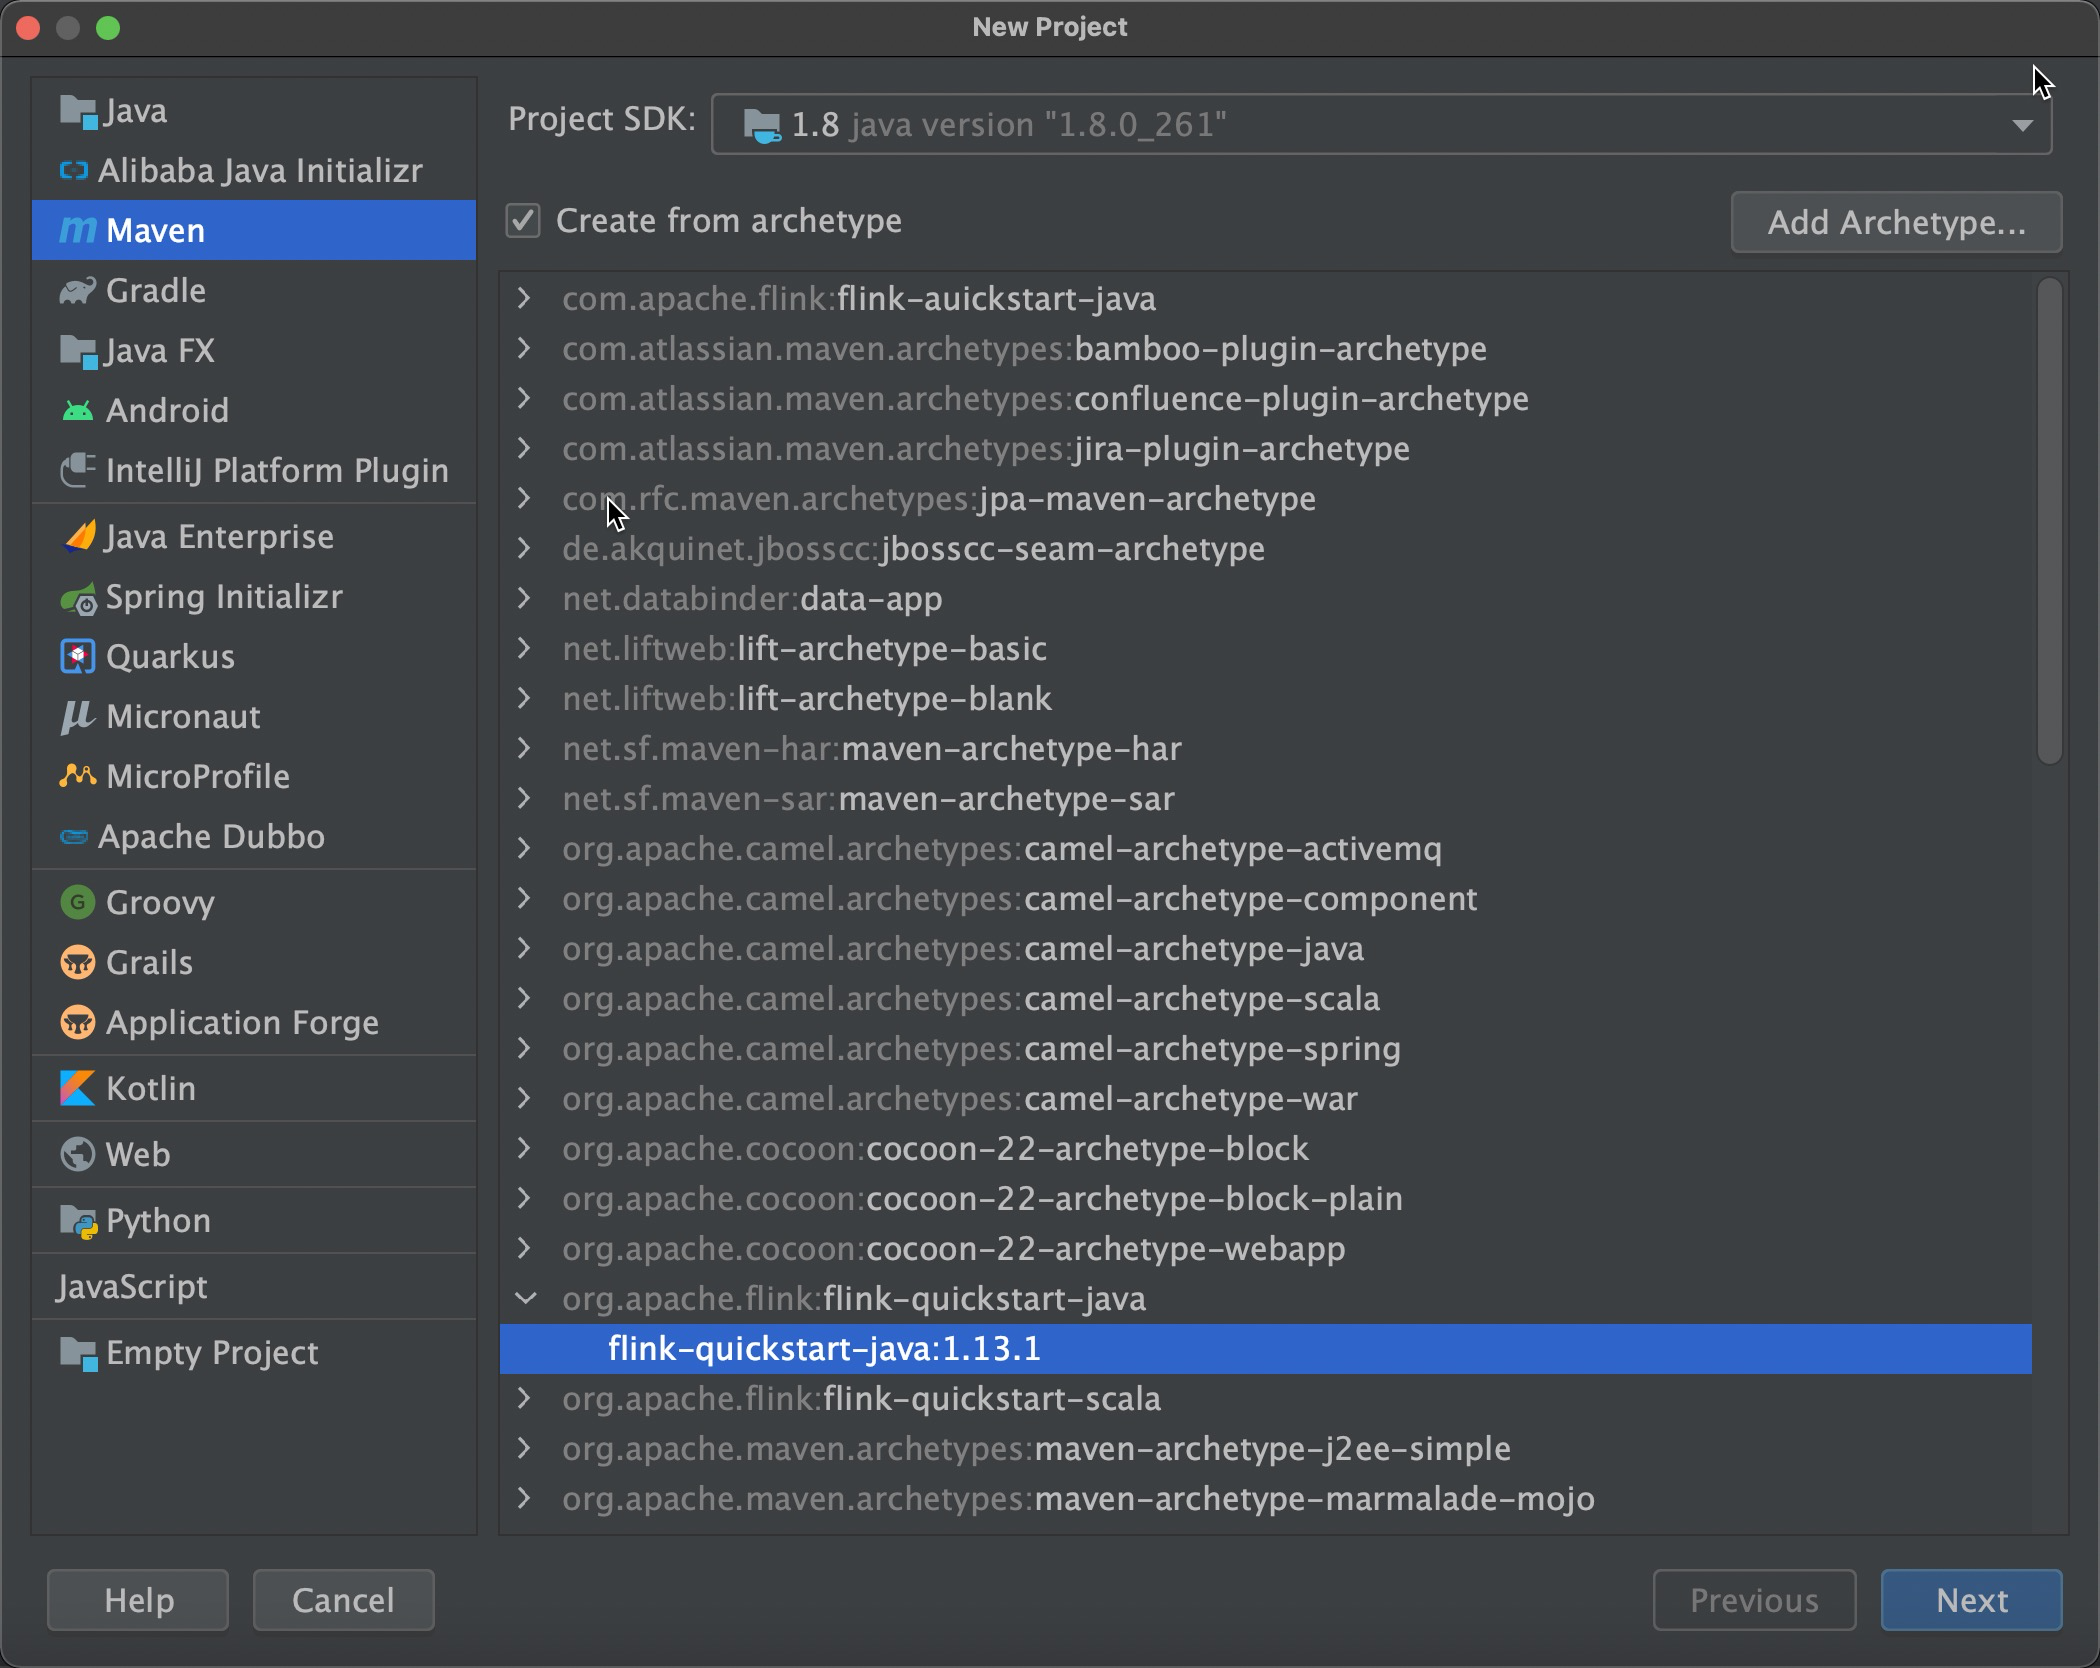 New Project
Java
Alibaba Java Initializr
Maven
Gradle
Java FX
Android
IntelliJ Platform Plugin
Java Enterprise
Spring Initializr
Quarkus
Micronaut
MicroProfile
Apache Dubbo
Groovy
Grails
Application Forge
Kotlin
Web
Python
JavaScript
Empty Project
Project SDK: 1.8 java version "1.8.0_261"
Create from archetype
Add Archetype...
com.apache.flink:flink-auickstart-java
com.atlassian.maven.archetypes:bamboo-plugin-archetype
com.atlassian.maven.archetypes:confluence-plugin-archetype
com.atlassian.maven.archetypes:jira-plugin-archetype
com.rfc.maven.archetypes:jpa-maven-archetype
de.akquinet.jbosscc:jbosscc-seam-archetype
net.databinder:data-app
net.liftweb:lift-archetype-basic
net.liftweb:lift-archetype-blank
net.sf.maven-har:maven-archetype-har
net.sf.maven-sar:maven-archetype-sar
org.apache.camel.archetypes:camel-archetype-activemq
org.apache.camel.archetypes:camel-archetype-component
org.apache.camel.archetypes:camel-archetype-java
org.apache.camel.archetypes:camel-archetype-scala
org.apache.camel.archetypes:camel-archetype-spring
org.apache.camel.archetypes:camel-archetype-war
org.apache.cocoon:cocoon-22-archetype-block
org.apache.cocoon:cocoon-22-archetype-block-plain
org.apache.cocoon:cocoon-22-archetype-webapp
org.apache.flink:flink-quickstart-java
flink-quickstart-java:1.13.1
org.apache.flink:flink-quickstart-scala
org.apache.maven.archetypes:maven-archetype-j2ee-simple
org.apache.maven.archetypes:maven-archetype-marmalade-mojo
Help
Cancel
Previous
Next